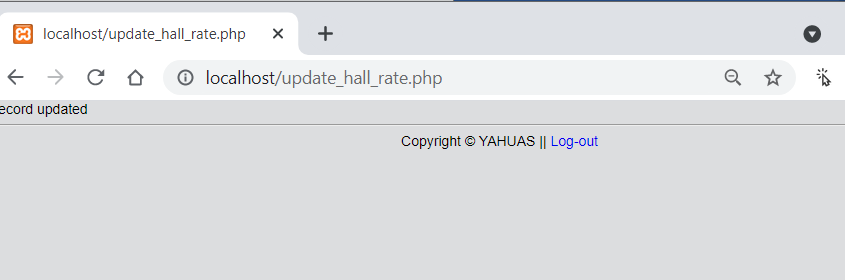 localhost/update_hall_rate.php
localhost/update_hall_rate.php
ecord updated
Copyright © YAHUAS || Log-out